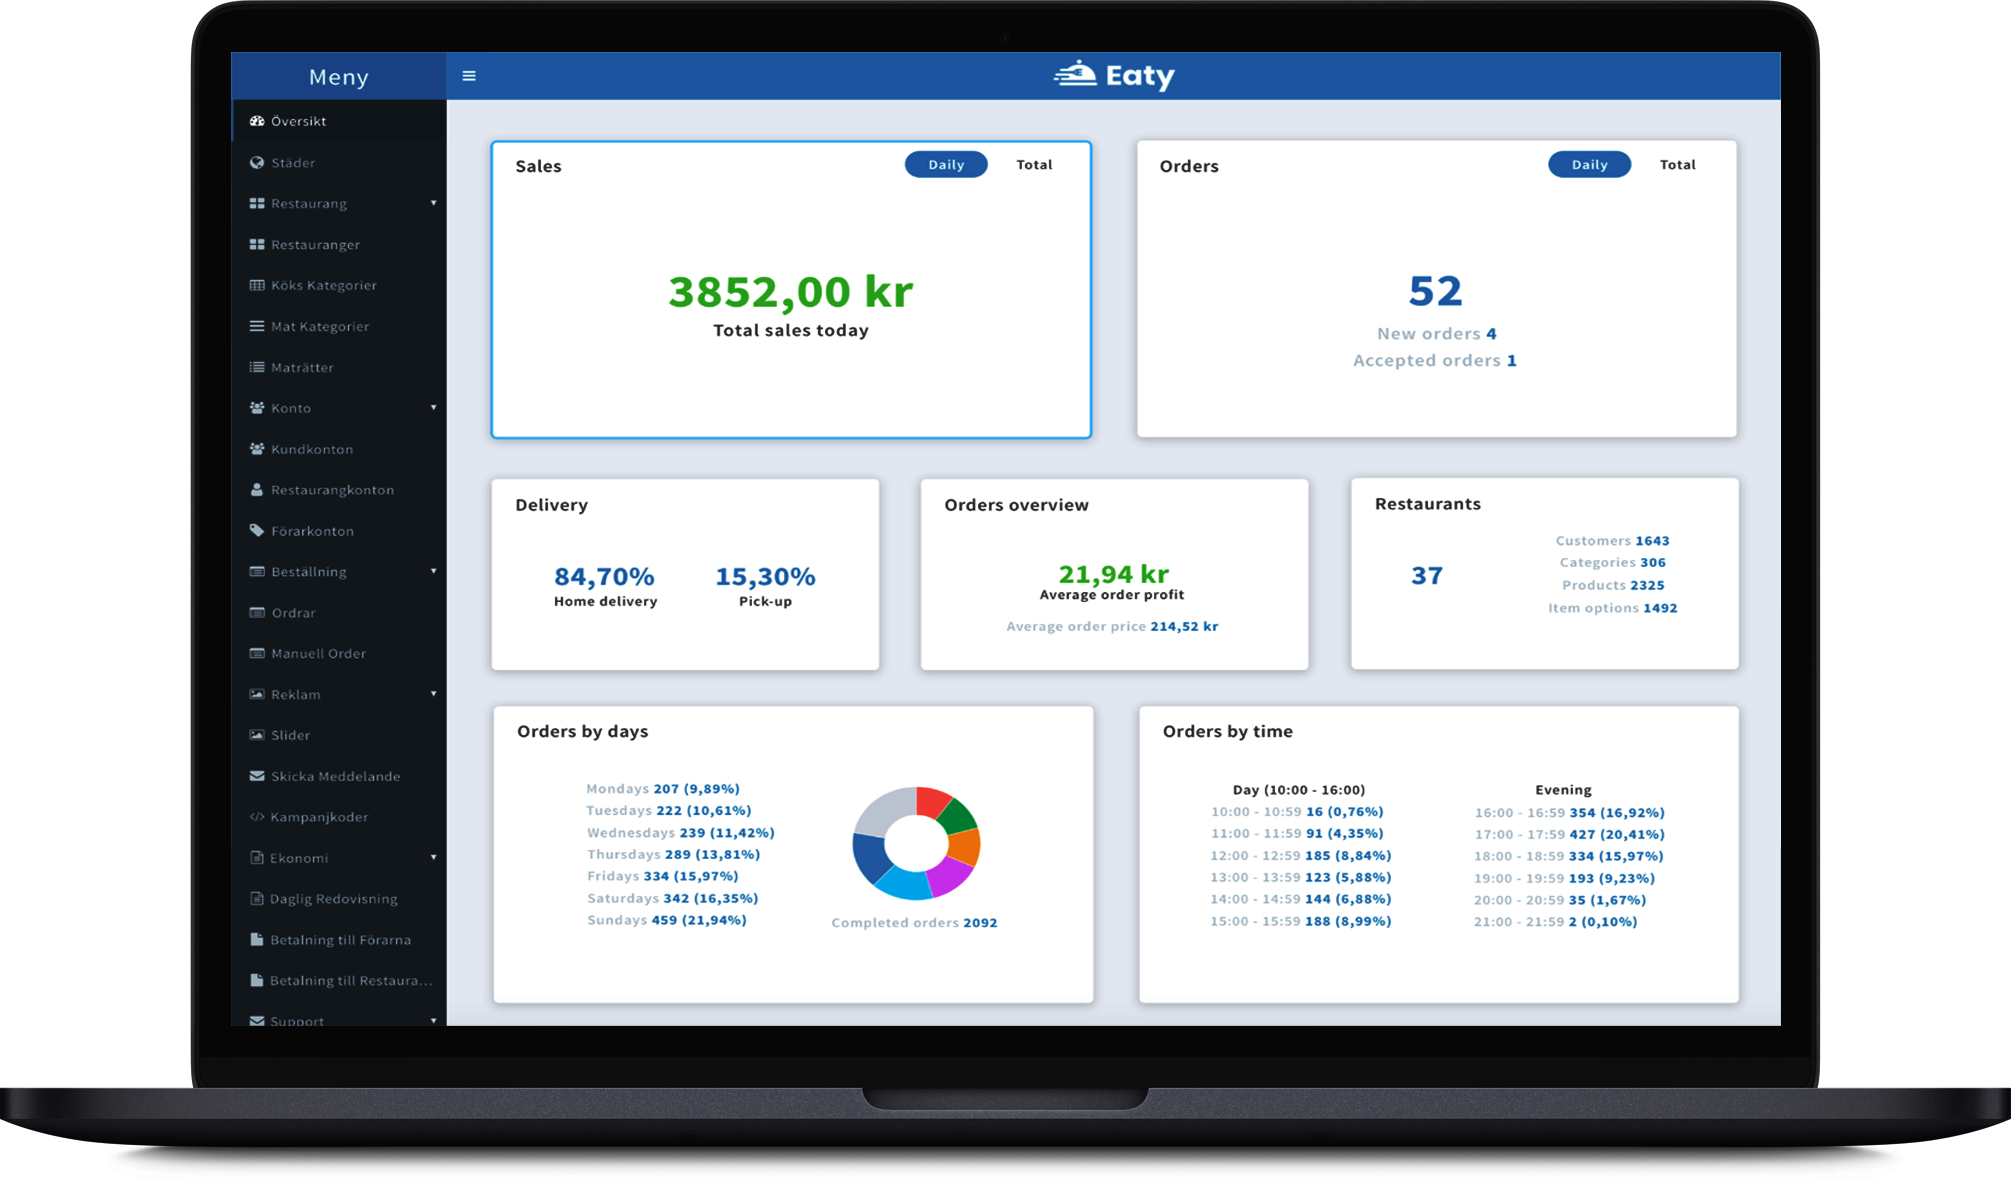 Meny
Eaty
Översikt
Städer
Restaurang
Restauranger
Köks Kategorier
Mat Kategorier
Maträtter
Konto
Kundkonton
Restaurangkonton
Förarkonton
Beställning
Ordrar
Manuell Order
Reklam
Slider
Skicka Meddelande
Kampanjkoder
Ekonomi
Daglig Redovisning
Betalning till Förarna
Betalning till Restaura...
Support
Sales
Daily
Total
3852,00 kr
Total sales today
Orders
Daily
Total
52
New orders 4
Accepted orders 1
Delivery
84,70%
Home delivery
15,30%
Pick-up
Orders overview
21,94 kr
Average order profit
Average order price 214,52 kr
Restaurants
37
Customers 1643
Categories 306
Products 2325
Item options 1492
Orders by days
Mondays 207 (9,89%)
Tuesdays 222 (10,61%)
Wednesdays 239 (11,42%)
Thursdays 289 (13,81%)
Fridays 334 (15,97%)
Saturdays 342 (16,35%)
Sundays 459 (21,94%)
Completed orders 2092
Orders by time
Day (10:00 - 16:00)
10:00 - 10:59 16 (0,76%)
11:00 - 11:59 91 (4,35%)
12:00 - 12:59 185 (8,84%)
13:00 - 13:59 123 (5,88%)
14:00 - 14:59 144 (6,88%)
15:00 - 15:59 188 (8,99%)
Evening
16:00 - 16:59 354 (16,92%)
17:00 - 17:59 427 (20,41%)
18:00 - 18:59 334 (15,97%)
19:00 - 19:59 193 (9,23%)
20:00 - 20:59 35 (1,67%)
21:00 - 21:59 2 (0,10%)